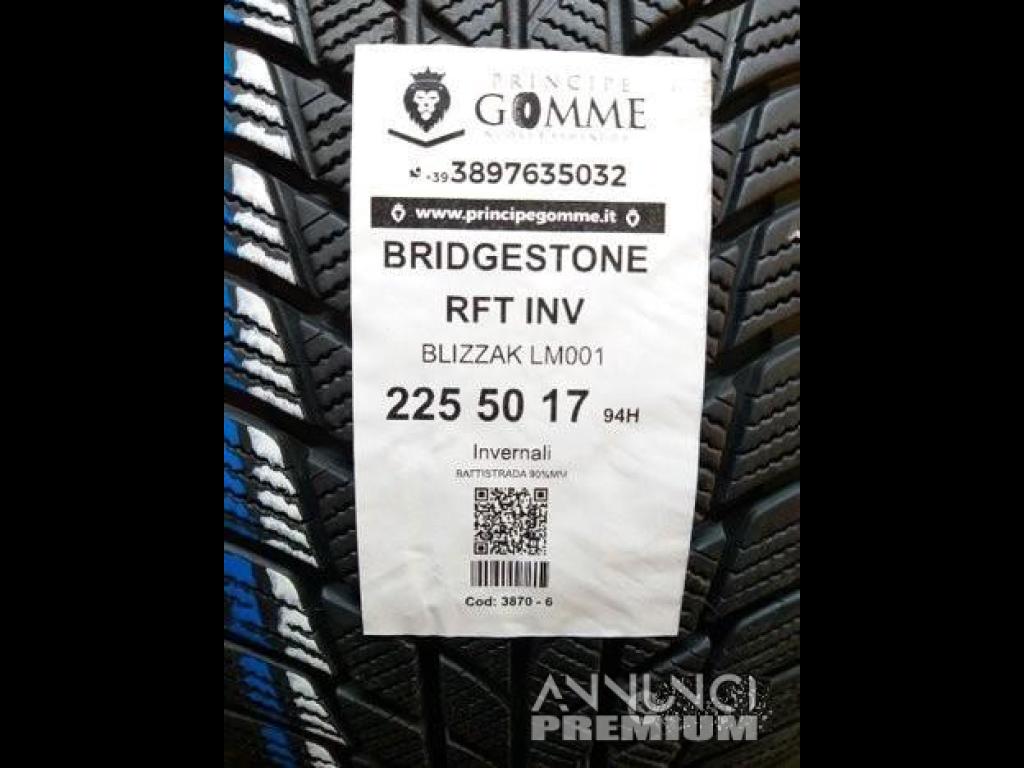 PRINCIPE
GOMME
+39 3897635032
www.principegomme.it
BRIDGESTONE
RFT INV
BLIZZAK LM001
225 50 17 94H
Invernali
BATTISTRADA 90%MM
Cod: 3870 - 6
ANNUNCI
PREMIUM